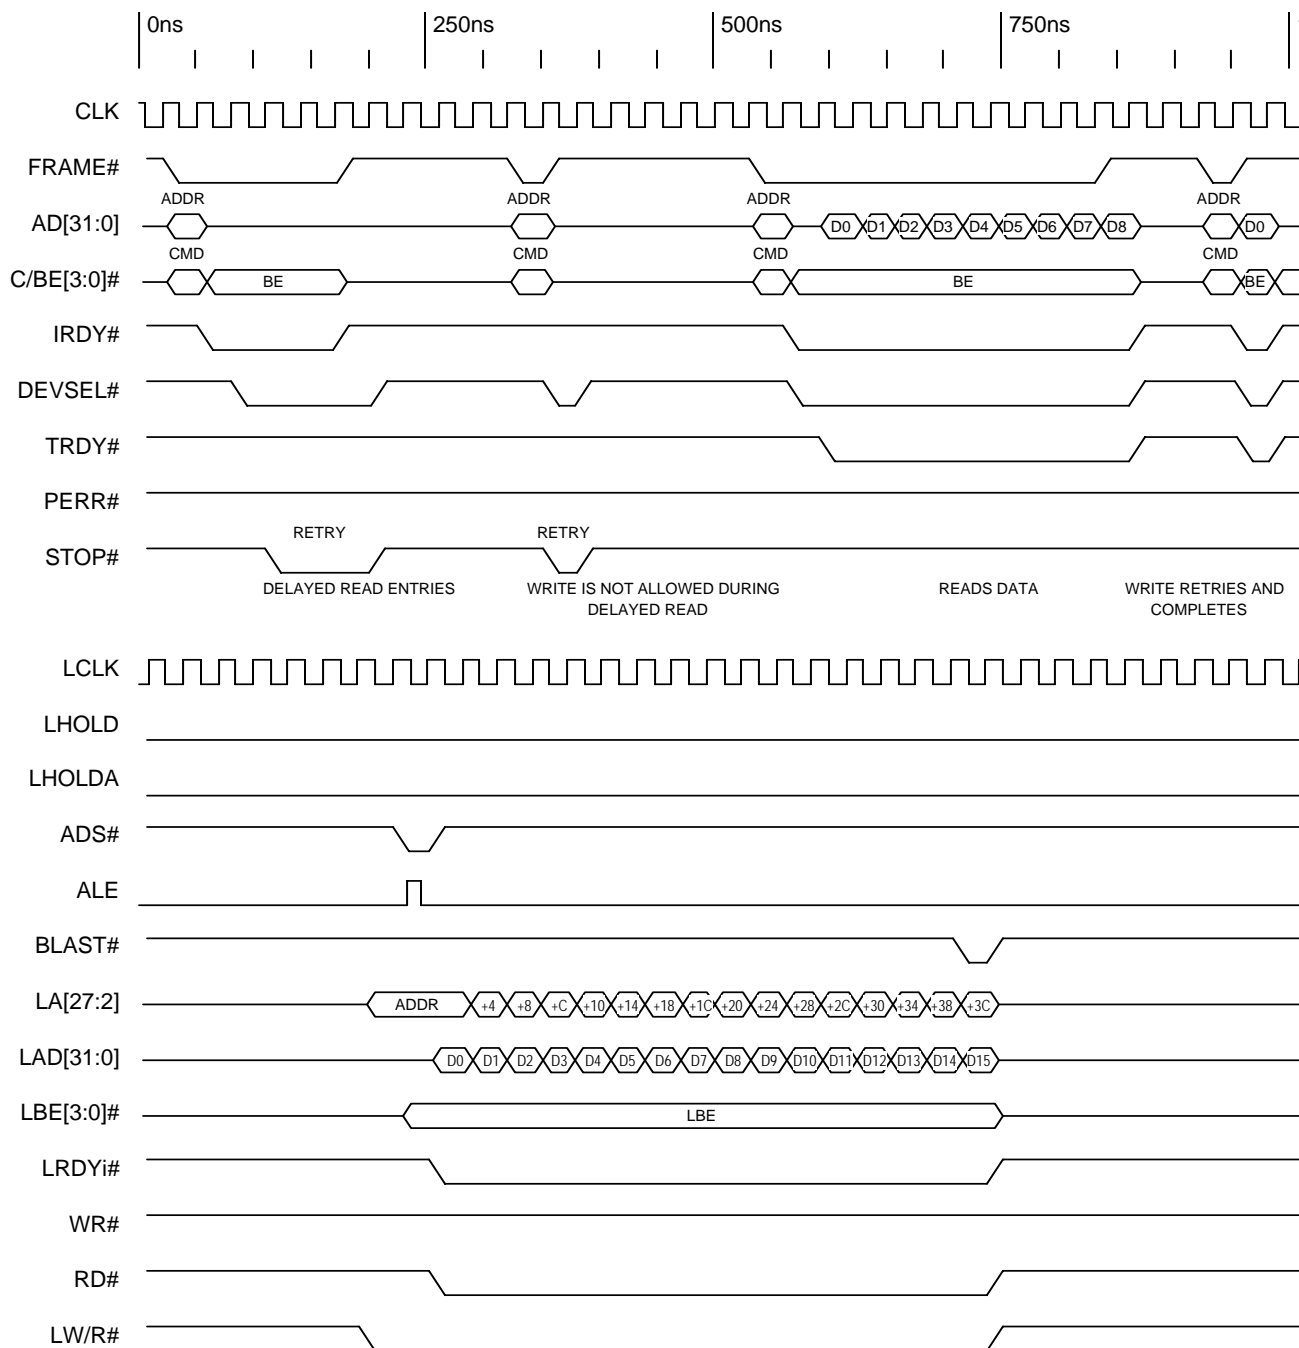 0ns 250ns 500ns 750ns
CLK
FRAME#
ADDR ADDR ADDR ADDR
AD[31:0] D0 D1 D2 D3 D4 D5 D6 D7 D8 D0
CMD CMD CMD CMD
C/BE[3:0]# BE BE BE
IRDY#
DEVSEL#
TRDY#
PERR#
RETRY RETRY
STOP#
DELAYED READ ENTRIES WRITE IS NOT ALLOWED DURING READS DATA WRITE RETRIES AND
DELAYED READ COMPLETES
LCLK
LHOLD
LHOLDA
ADS#
ALE
BLAST#
LA[27:2] ADDR +4 +8 +C +10 +14 +18 +1C +20 +24 +28 +2C +30 +34 +38 +3C
LAD[31:0] D0 D1 D2 D3 D4 D5 D6 D7 D8 D9 D10 D11 D12 D13 D14 D15
LBE[3:0]# LBE
LRDYi#
WR#
RD#
LW/R#